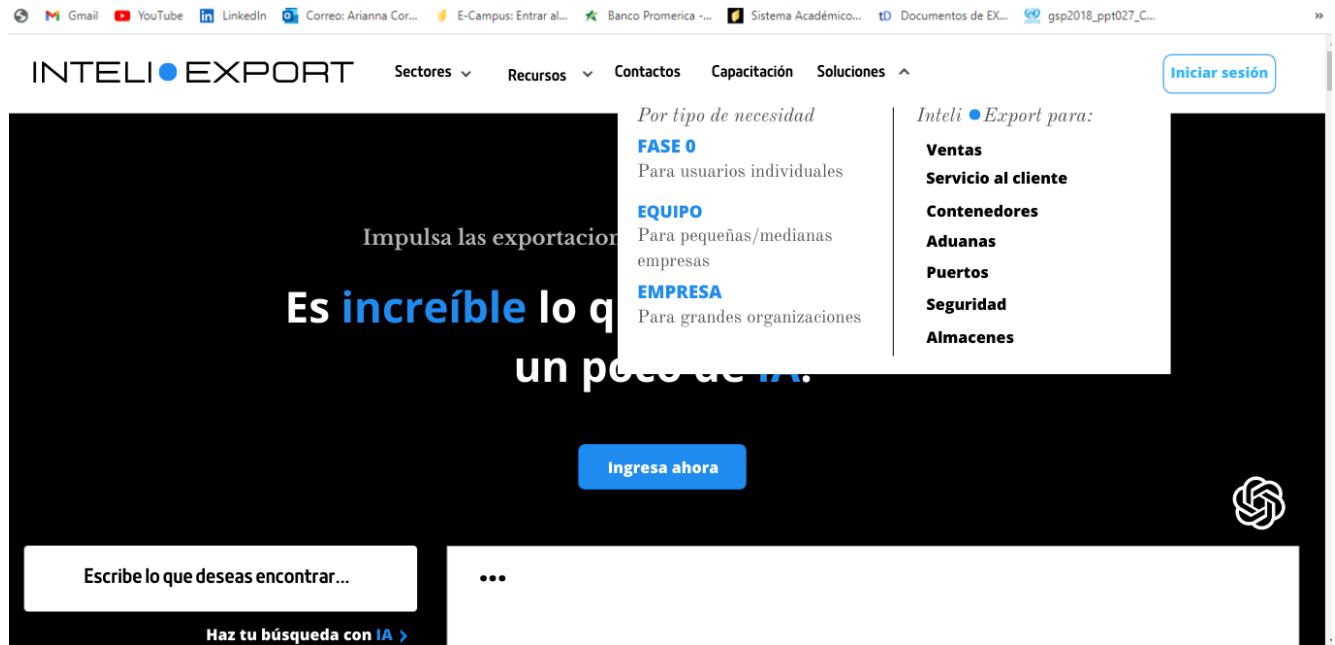 Gmail YouTube LinkedIn Correo: Arianna Cor... E-Campus: Entrar al... Banco Promerica -... Sistema Académico... Documentos de EX... gsp2018_ppt027_C... »
INTELI EXPORT Sectores Recursos Contactos Capacitación Soluciones Iniciar sesión
Por tipo de necesidad
FASE 0
Para usuarios individuales
EQUIPO
Para pequeñas/medianas
empresas
EMPRESA
Para grandes organizaciones
Inteli Export para:
Ventas
Servicio al cliente
Contenedores
Aduanas
Puertos
Seguridad
Almacenes
Impulsa las exportacion
Es increíble lo q
un poco de IA.
Ingresa ahora
Escribe lo que deseas encontrar...
Haz tu búsqueda con IA >
...